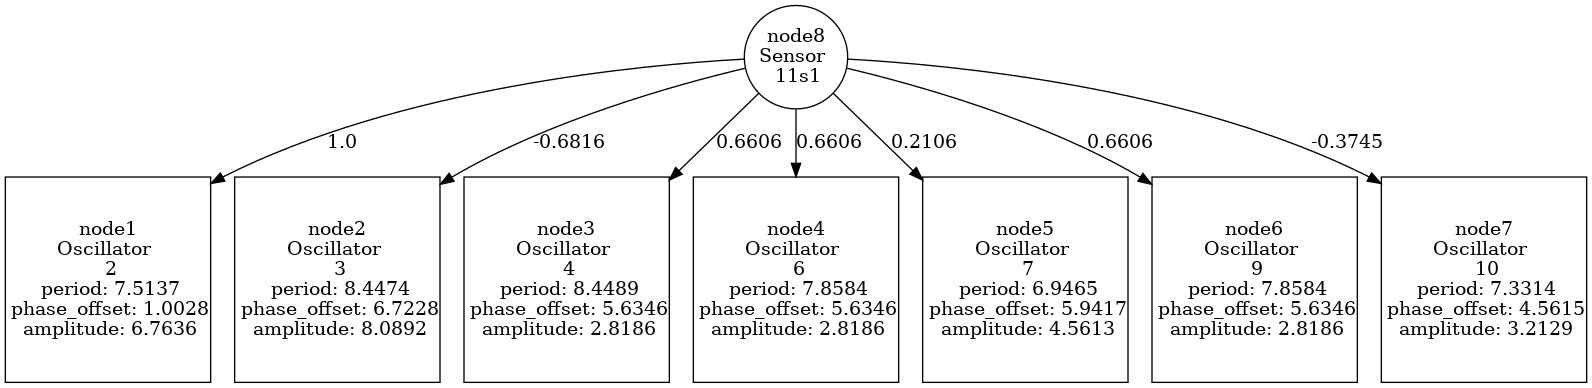 node8
Sensor
11s1
1.0
-0.6816
0.6606
0.6606
0.2106
0.6606
-0.3745
node1
Oscillator
2
period: 7.5137
phase_offset: 1.0028
amplitude: 6.7636
node2
Oscillator
3
period: 8.4474
phase_offset: 6.7228
amplitude: 8.0892
node3
Oscillator
4
period: 8.4489
phase_offset: 5.6346
amplitude: 2.8186
node4
Oscillator
6
period: 7.8584
phase_offset: 5.6346
amplitude: 2.8186
node5
Oscillator
7
period: 6.9465
phase_offset: 5.9417
amplitude: 4.5613
node6
Oscillator
9
period: 7.8584
phase_offset: 5.6346
amplitude: 2.8186
node7
Oscillator
10
period: 7.3314
phase_offset: 4.5615
amplitude: 3.2129